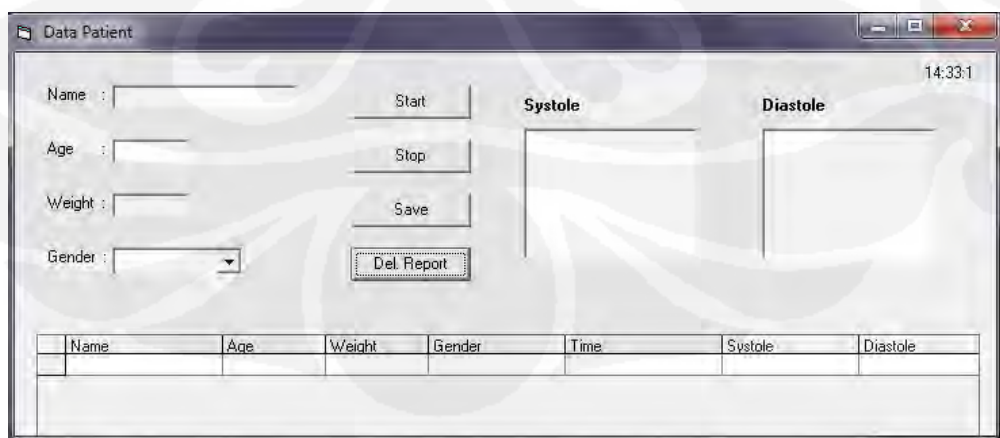 Data Patient
14:33:1
Name :
Start
Systole
Diastole
Age :
Stop
Weight :
Save
Gender :
Del. Report
Name Age Weight Gender Time Systole Diastole